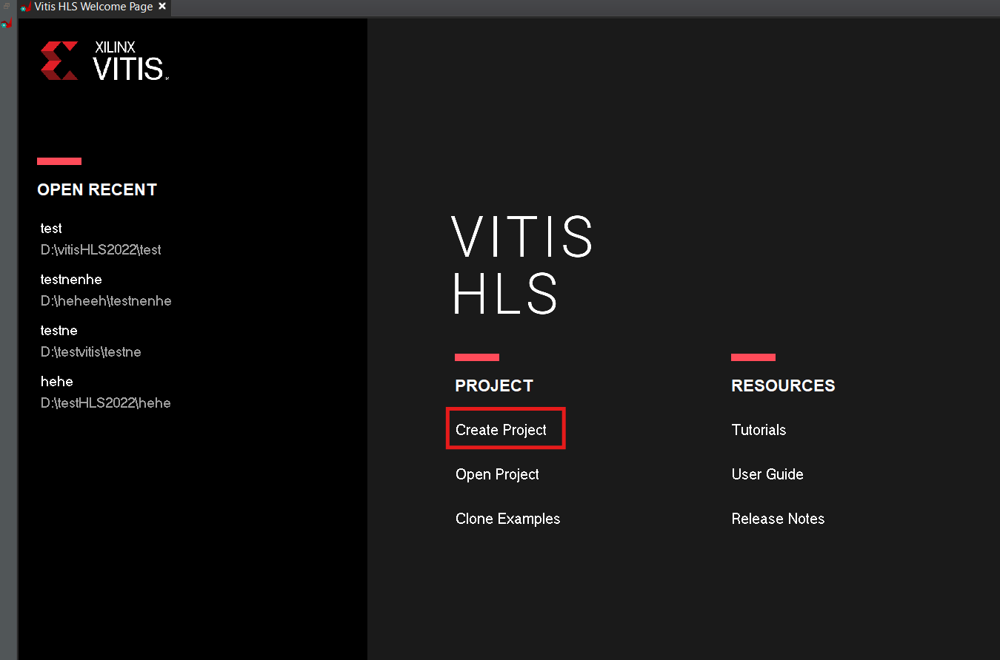 Vitis HLS Welcome Page
XILINX
VITIS
OPEN RECENT
test
D:\vitisHLS2022\test
testnenhe
D:\heheeh\testnenhe
testne
D:\testvitis\testne
hehe
D:\testHLS2022\hehe
VITIS
HLS
PROJECT
Create Project
Open Project
Clone Examples
RESOURCES
Tutorials
User Guide
Release Notes